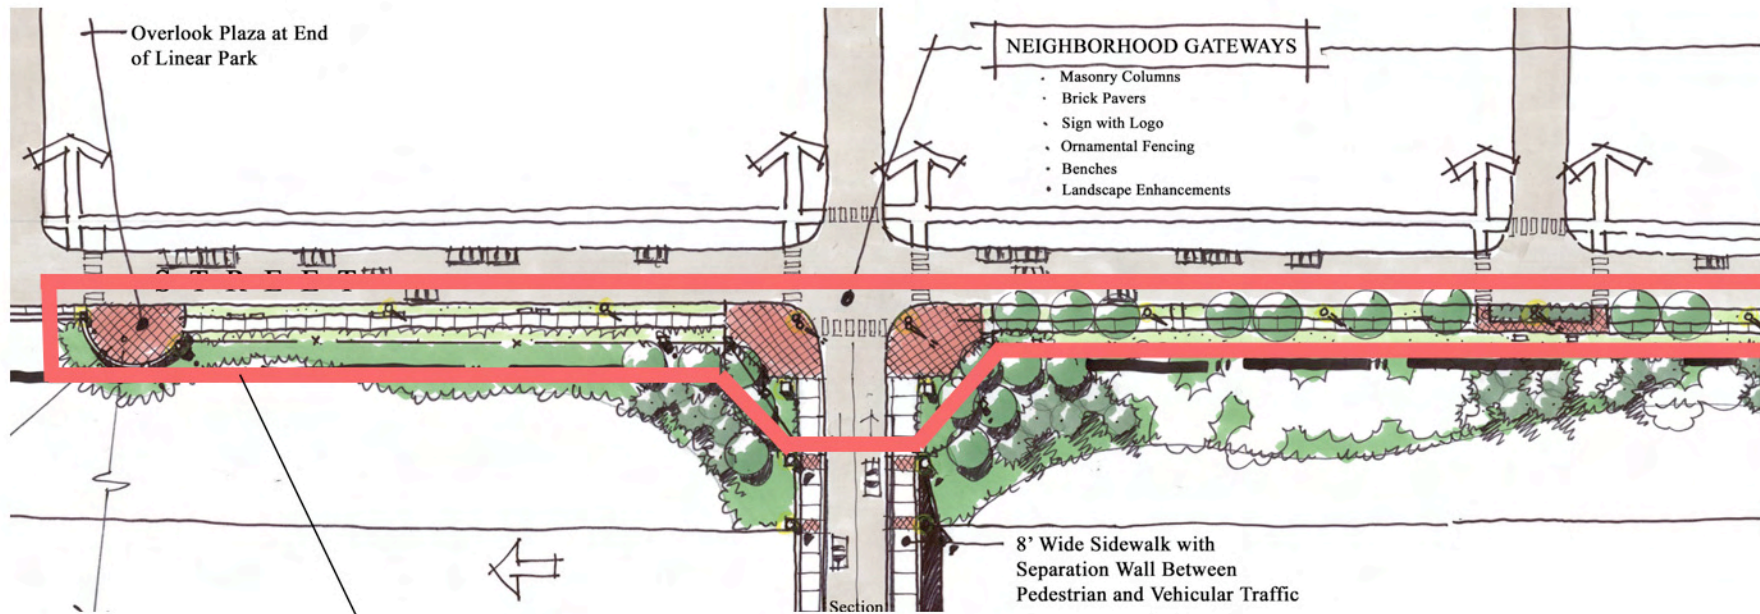 Overlook Plaza at End
of Linear Park
NEIGHBORHOOD GATEWAYS
· Masonry Columns
· Brick Pavers
· Sign with Logo
· Ornamental Fencing
· Benches
· Landscape Enhancements
STREET
8’ Wide Sidewalk with
Separation Wall Between
Pedestrian and Vehicular Traffic
Section